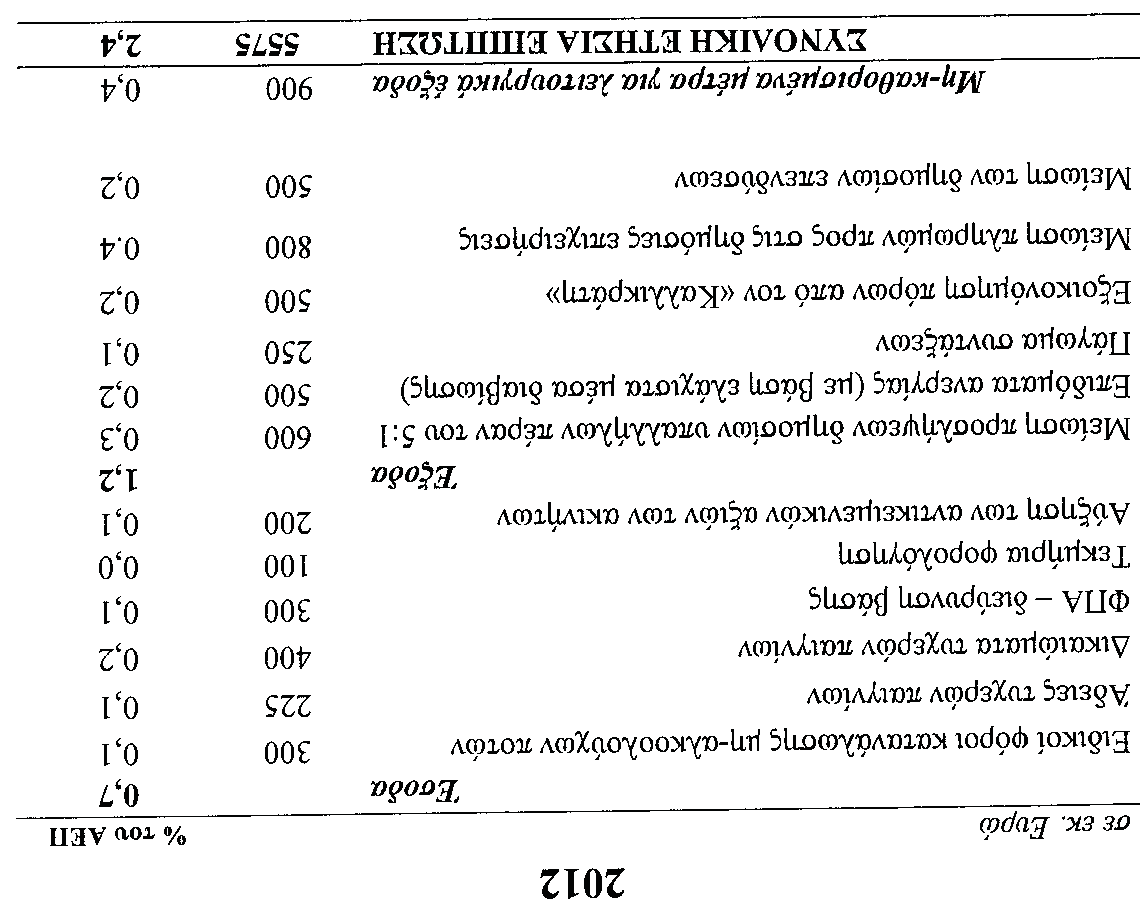 2012
σε εκ. Ευρώ % του ΑΕΠ
Έσοδα 0,7
Ειδικοί φόροι κατανάλωσης μη-αλκοολούχων ποτών 300 0,1
Άδειες τυχερών παιγνίων 225 0,1
Δικαιώματα τυχερών παιγνίων 400 0,2
ΦΠΑ – διεύρυνση βάσης 300 0,1
Τεκμήρια φορολόγηση 100 0,0
Αύξηση των αντικειμενικών αξιών των ακινήτων 200 0,1
Έξοδα 1,2
Μείωση προσλήψεων δημοσίων υπαλλήλων πέραν του 5:1 600 0,3
Επιδόματα ανεργίας (με βάση ελάχιστα μέσα διαβίωσης) 500 0,2
Πάγωμα συντάξεων 250 0,1
Εξοικονόμηση πόρων από τον «Καλλικράτη» 500 0,2
Μείωση πληρωμών προς στις δημόσιες επιχειρήσεις 800 0.4
Μείωση των δημοσίων επενδύσεων 500 0,2
Μη-καθορισμένα μέτρα για λειτουργικά έξοδα 900 0,4
ΣΥΝΟΛΙΚΗ ΕΤΗΣΙΑ ΕΠΙΠΤΩΣΗ 5575 2,4